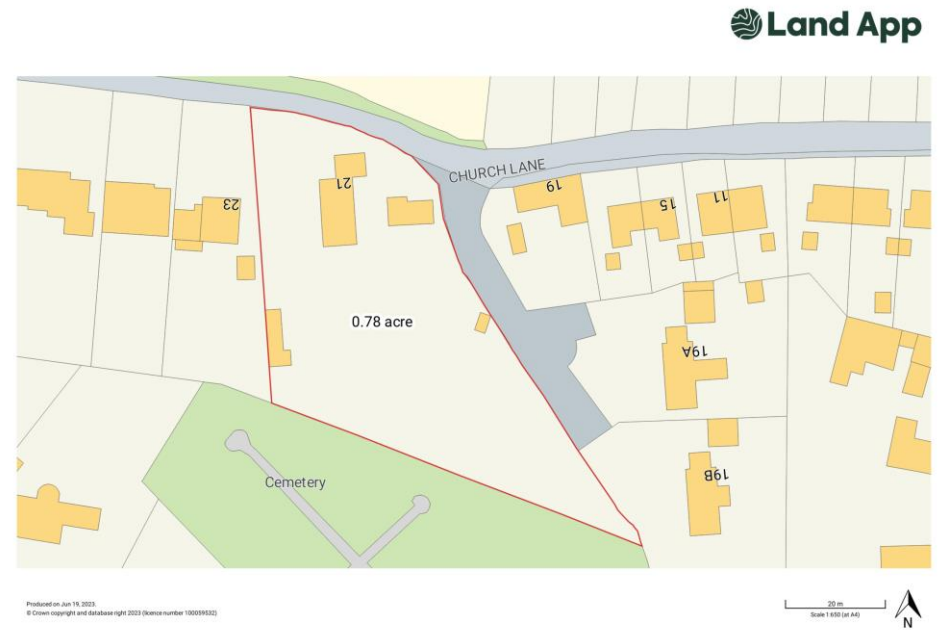 Land App
CHURCH LANE
21
23
19
15
11
0.78 acre
19A
19B
Cemetery
Produced on Jun 19, 2023.
© Crown copyright and database right 2023 (licence number 100059532)
20 m
Scale 1:650 (at A4)
N